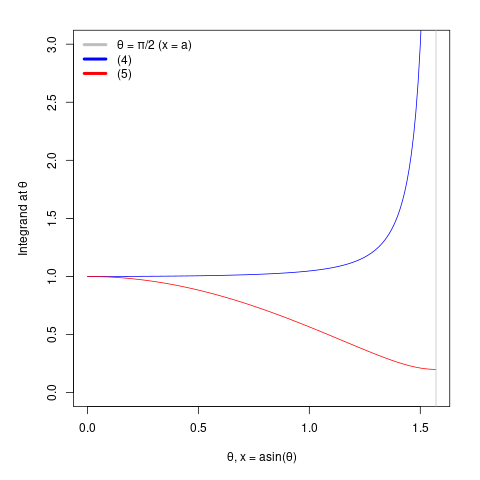 θ = π/2 (x = a)
(4)
(5)
3.0
2.5
2.0
1.5
1.0
0.5
0.0
Integrand at θ
0.0 0.5 1.0 1.5
θ, x = asin(θ)